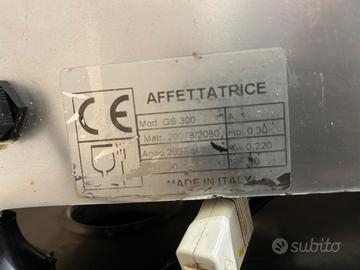 CE
AFFETTATRICE
Mod. GS 300
Matr. 20078/2080 Hp. 0,30
Anno 2007 Kw 0,220
MADE IN ITALY
subito